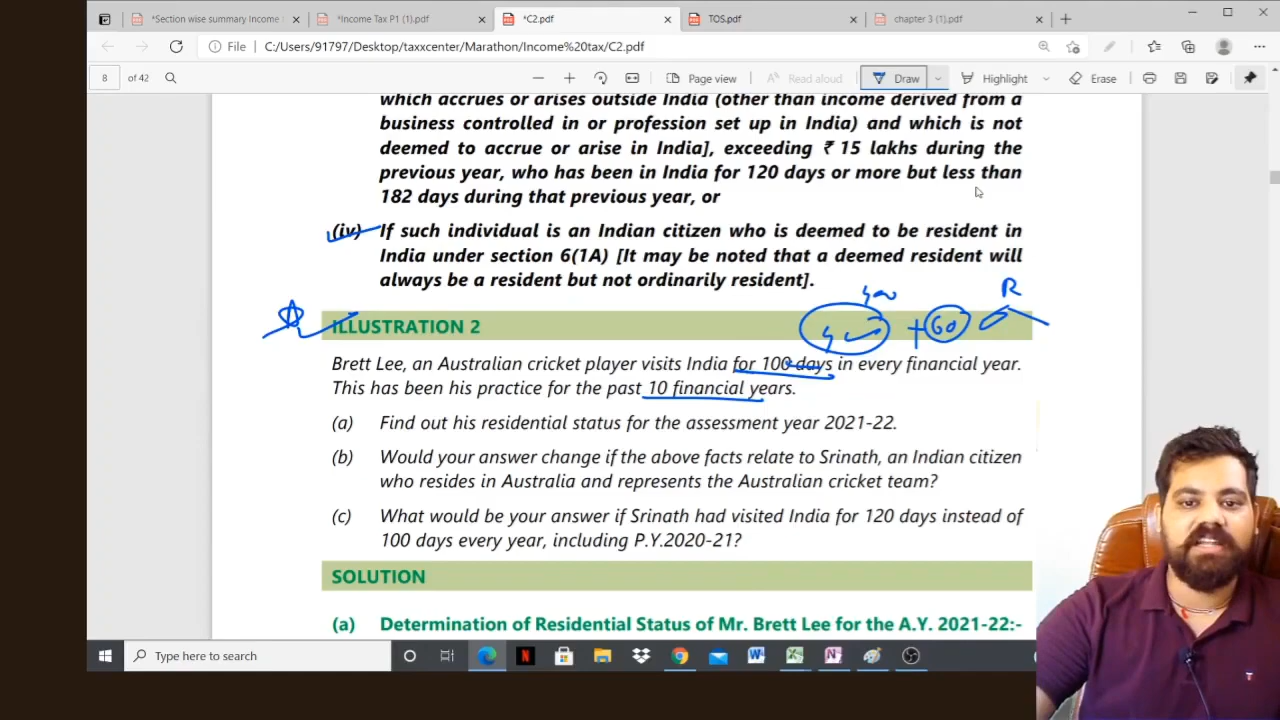 *Section wise summary Income
*Income Tax P1 (1).pdf
*C2.pdf
TOS.pdf
chapter 3 (1).pdf
File
C:/Users/91797/Desktop/taxxcenter/Marathon/Income%20tax/C2.pdf
8 of 42
Page view
Read aloud
Draw
Highlight
Erase
which accrues or arises outside India (other than income derived from a
business controlled in or profession set up in India) and which is not
deemed to accrue or arise in India], exceeding ₹ 15 lakhs during the
previous year, who has been in India for 120 days or more but less than
182 days during that previous year, or
(iv) If such individual is an Indian citizen who is deemed to be resident in
India under section 6(1A) [It may be noted that a deemed resident will
always be a resident but not ordinarily resident].
R
ILLUSTRATION 2
+ 60
Brett Lee, an Australian cricket player visits India for 100 days in every financial year.
This has been his practice for the past 10 financial years.
(a) Find out his residential status for the assessment year 2021-22.
(b) Would your answer change if the above facts relate to Srinath, an Indian citizen
who resides in Australia and represents the Australian cricket team?
(c) What would be your answer if Srinath had visited India for 120 days instead of
100 days every year, including P.Y.2020-21?
SOLUTION
(a) Determination of Residential Status of Mr. Brett Lee for the A.Y. 2021-22:-
Type here to search